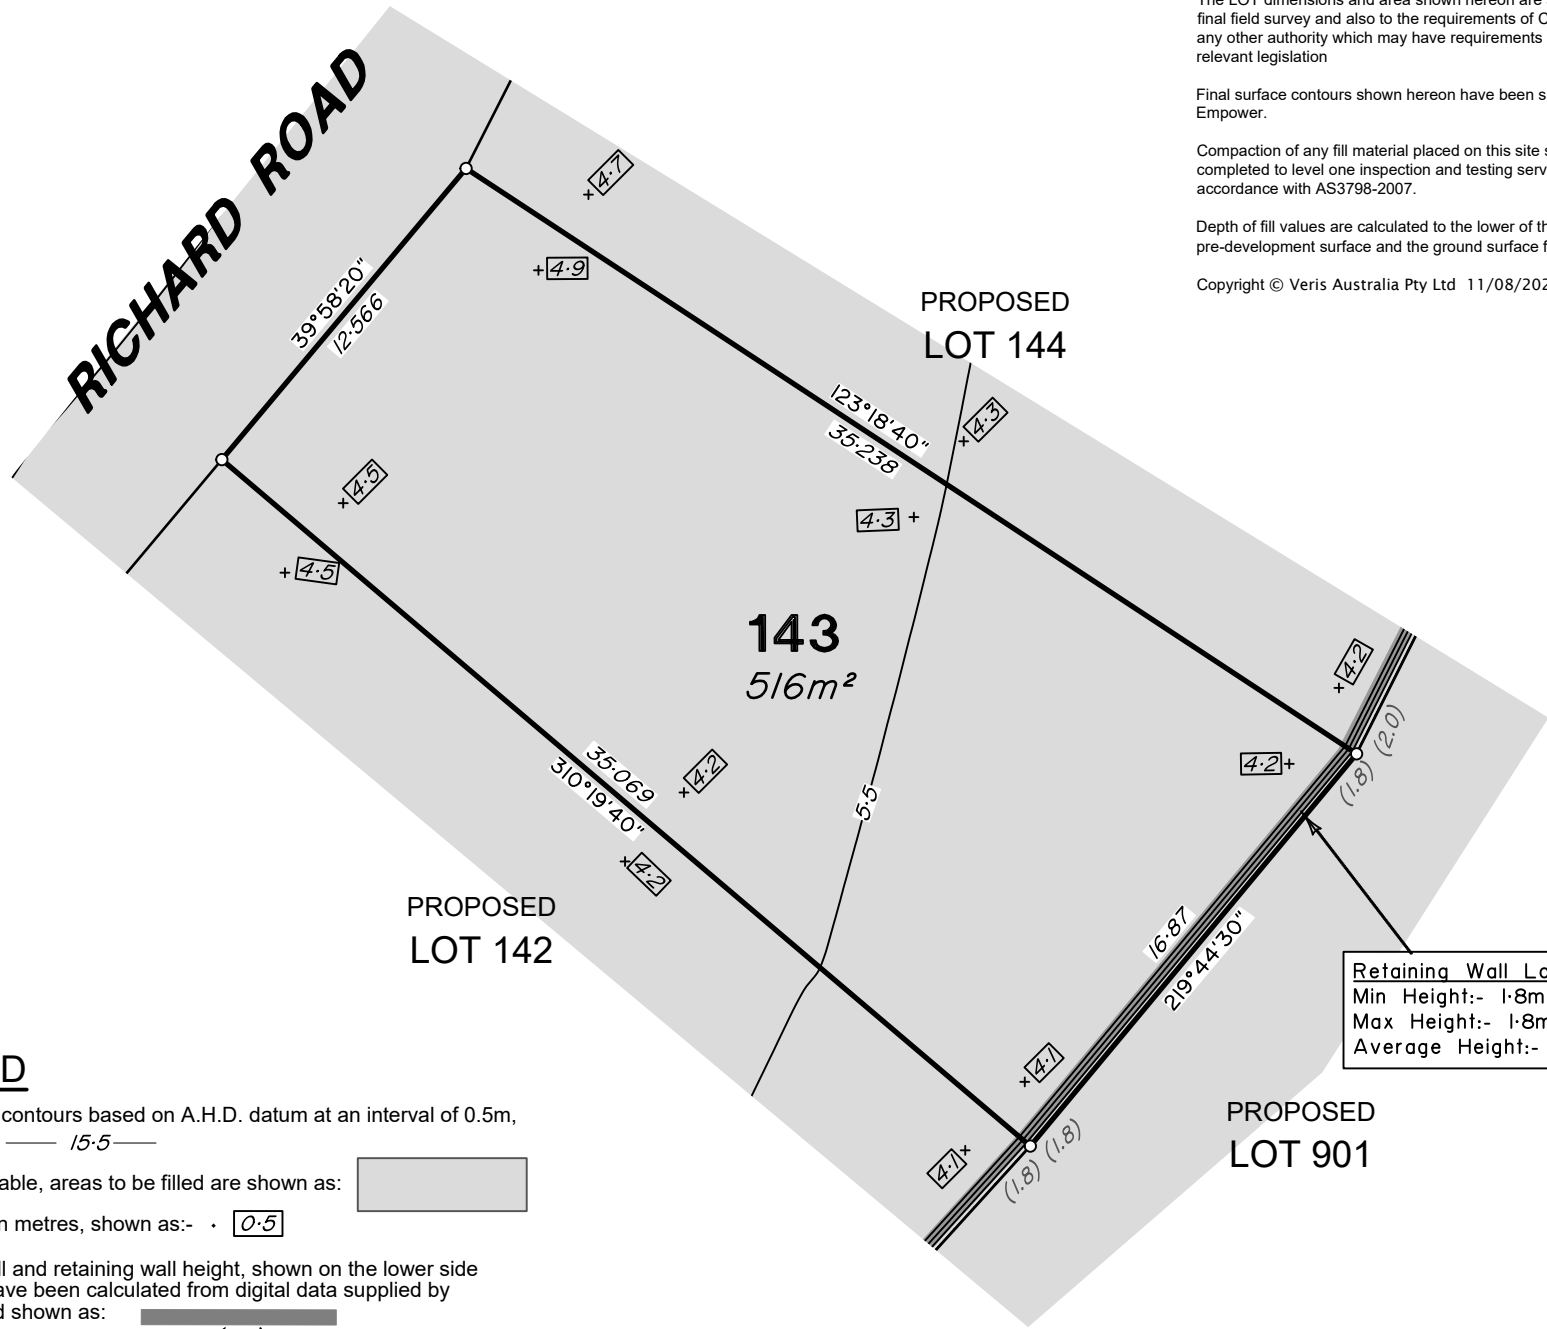 The LOT dimensions and area shown hereon are
final field survey and also to the requirements of
any other authority which may have requirements
relevant legislation
Final surface contours shown hereon have been
Empower.
Compaction of any fill material placed on this site
completed to level one inspection and testing
accordance with AS3798-2007.
Depth of fill values are calculated to the lower of
pre-development surface and the ground surface
Copyright © Veris Australia Pty Ltd 11/08/202
RICHARD ROAD
4·7
4·9
39°58'20"
12·566
PROPOSED
LOT 144
123°18'40"
35·238
4·3
4·3
4·5
4·5
143
516m²
4·2
4·2
(2.0)
(1.8)
35·069
310°19'40"
4·2
4·2
5·5
PROPOSED
LOT 142
16·87
219°44'30"
Retaining Wall
Min Height:- 1·8m
Max Height:- 1·8m
Average Height:-
4·1
4·1
(1.8)
(1.8)
PROPOSED
LOT 901
D
contours based on A.H.D. datum at an interval of 0.5m,
15·5
areas to be filled are shown as:
metres, shown as:- 0·5
and retaining wall height, shown on the lower side
have been calculated from digital data supplied by
shown as: